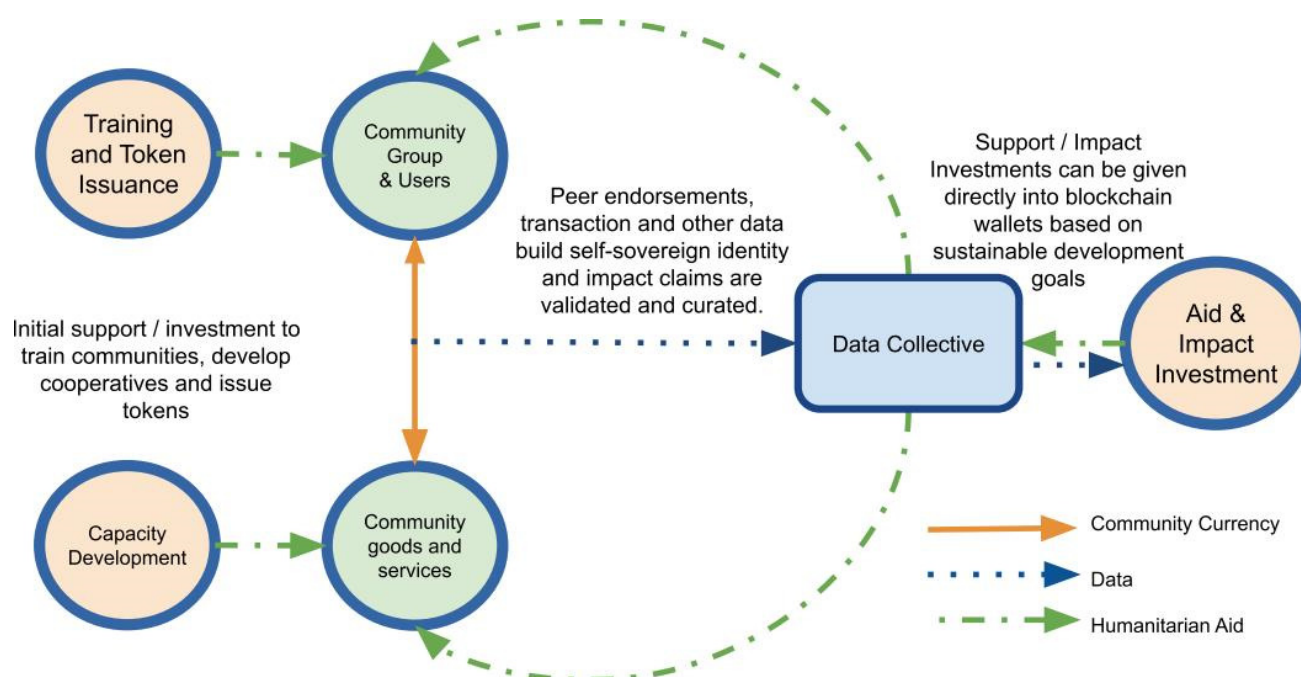 Training
and Token
Issuance
Community
Group
& Users
Peer endorsements,
transaction and other data
build self-sovereign identity
and impact claims are
validated and curated.
Support / Impact
Investments can be given
directly into blockchain
wallets based on
sustainable development
goals
Initial support / investment to
train communities, develop
cooperatives and issue
tokens
Data Collective
Aid &
Impact
Investment
Capacity
Development
Community
goods and
services
Community Currency
Data
Humanitarian Aid